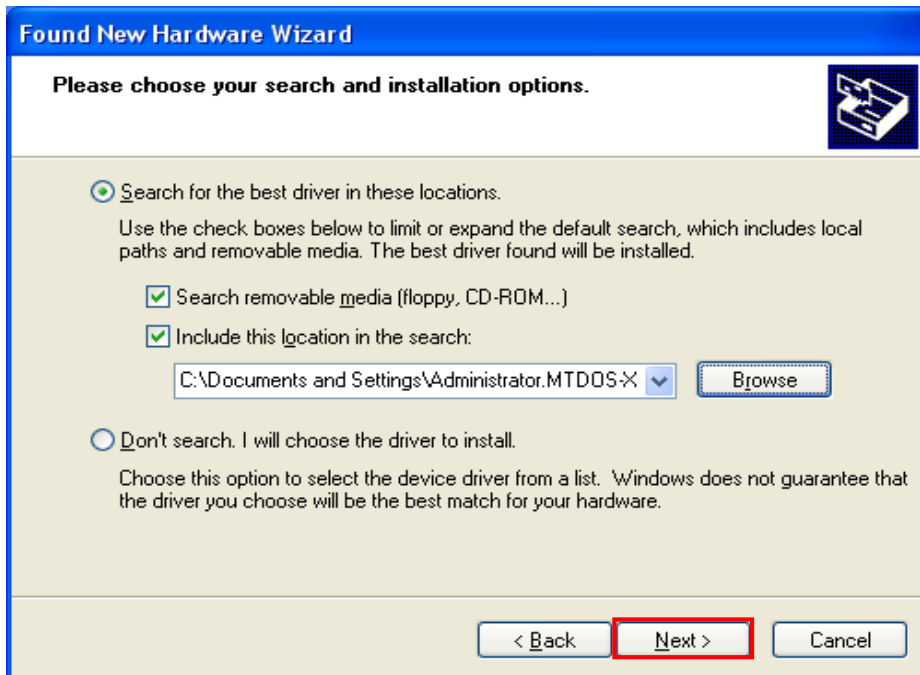 Found New Hardware Wizard
Please choose your search and installation options.
Search for the best driver in these locations.
Use the check boxes below to limit or expand the default search, which includes local
paths and removable media. The best driver found will be installed.
Search removable media (floppy, CD-ROM...)
Include this location in the search:
C:\Documents and Settings\Administrator.MTDOS-X
Browse
Don't search. I will choose the driver to install.
Choose this option to select the device driver from a list. Windows does not guarantee that
the driver you choose will be the best match for your hardware.
< Back Next > Cancel